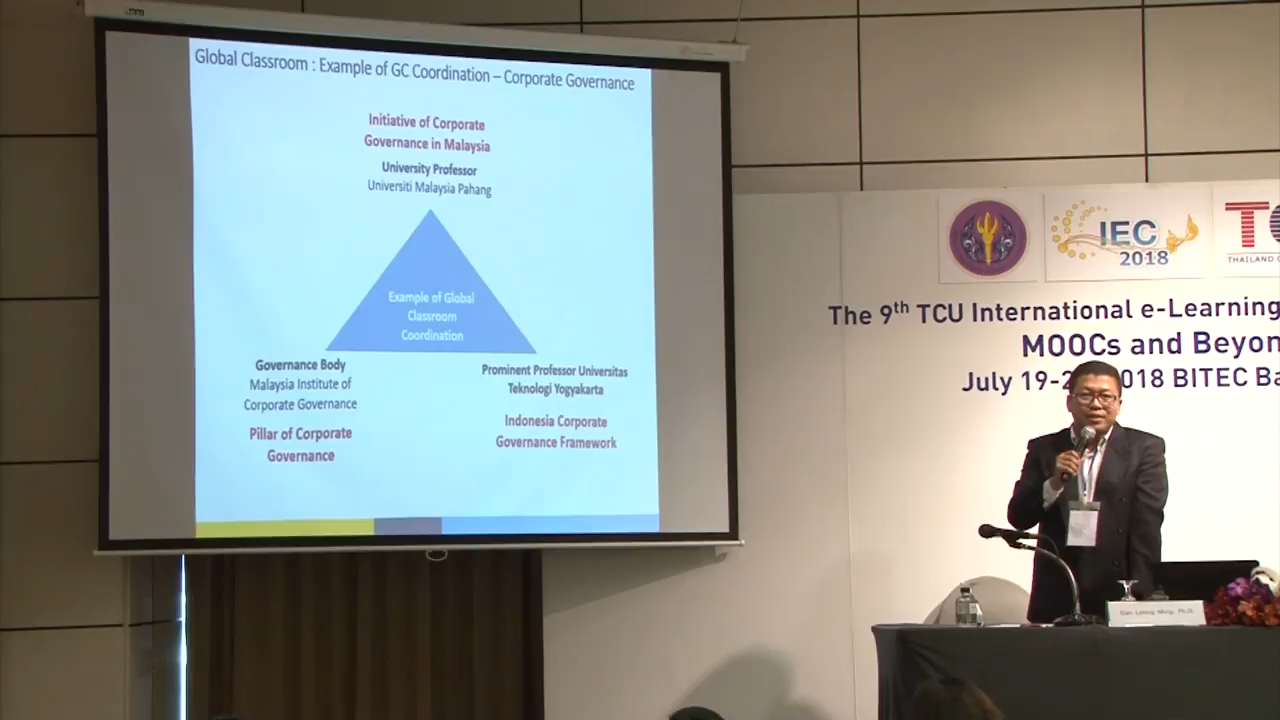 Global Classroom : Example of GC Coordination – Corporate Governance
Initiative of Corporate
Governance in Malaysia
University Professor
Universiti Malaysia Pahang
Example of Global
Classroom
Coordination
Governance Body
Malaysia Institute of
Corporate Governance
Pillar of Corporate
Governance
Prominent Professor Universitas
Teknologi Yogyakarta
Indonesia Corporate
Governance Framework
IEC
2018
THAILAND
The 9th TCU International e-Learning
MOOCs and Beyon
July 19-2 018 BITEC Ba